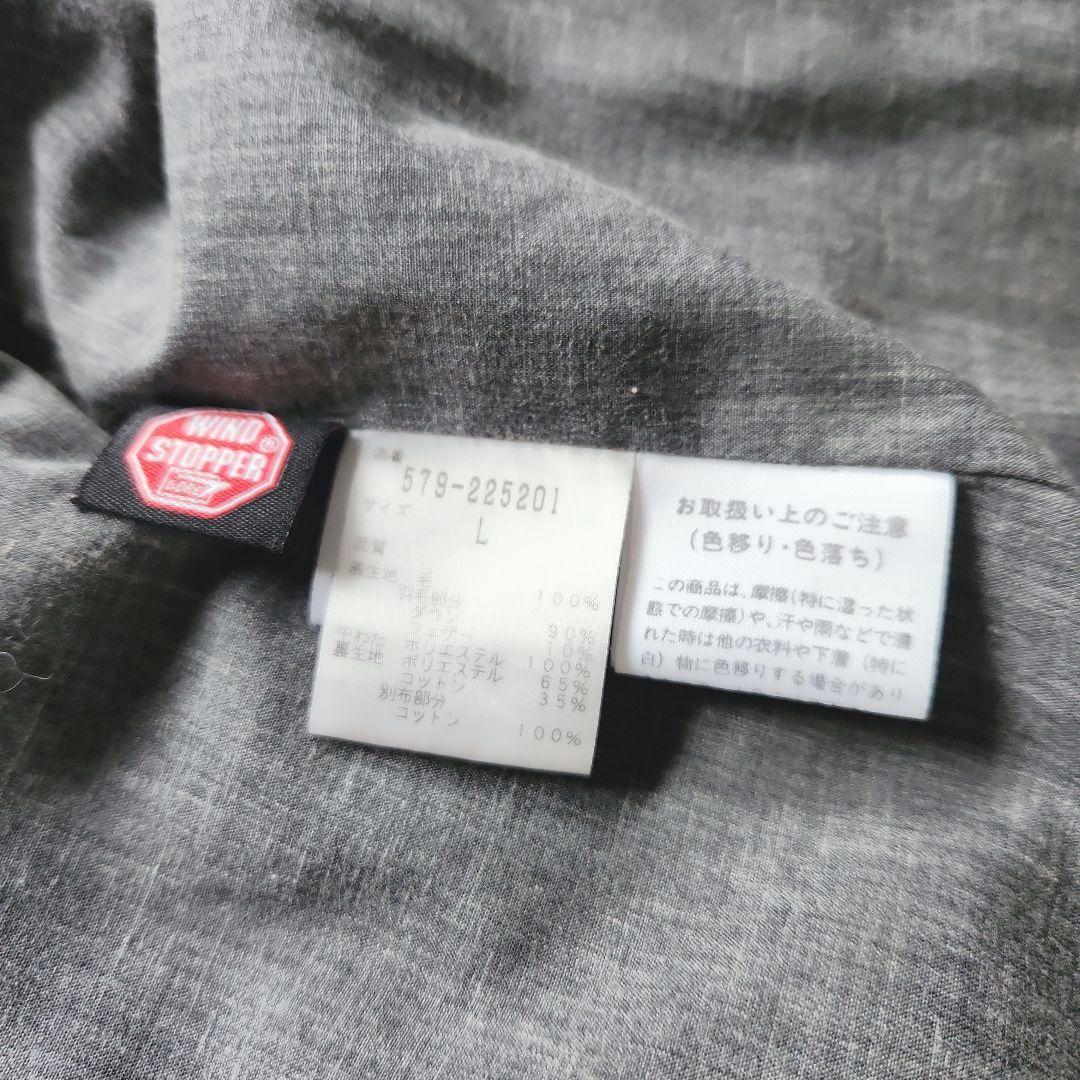 WIND
STOPPER®
GORE
品番
579-225201
サイズ
L
品質
表生地 毛 100%
羽毛部分
ダウン 90%
フェザー 10%
中わた ポリエステル 100%
裏生地 ポリエステル 65%
コットン 35%
別布部分
コットン 100%
お取扱い上のご注意
(色移り・色落ち)
この商品は、摩擦(特に湿った状
態での摩擦)や、汗や雨などで濡
れた時は他の衣料や下着(特に
白)物に色移りする場合があり